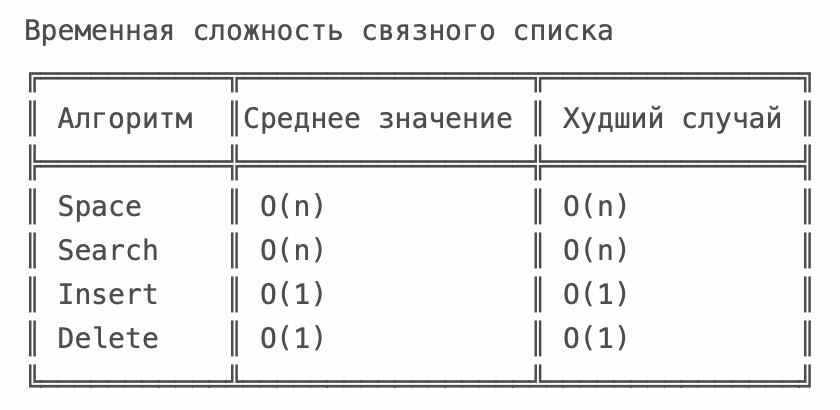 Временная сложность связного списка
Алгоритм Среднее значение Худший случай
Space O(n) O(n)
Search O(n) O(n)
Insert O(1) O(1)
Delete O(1) O(1)